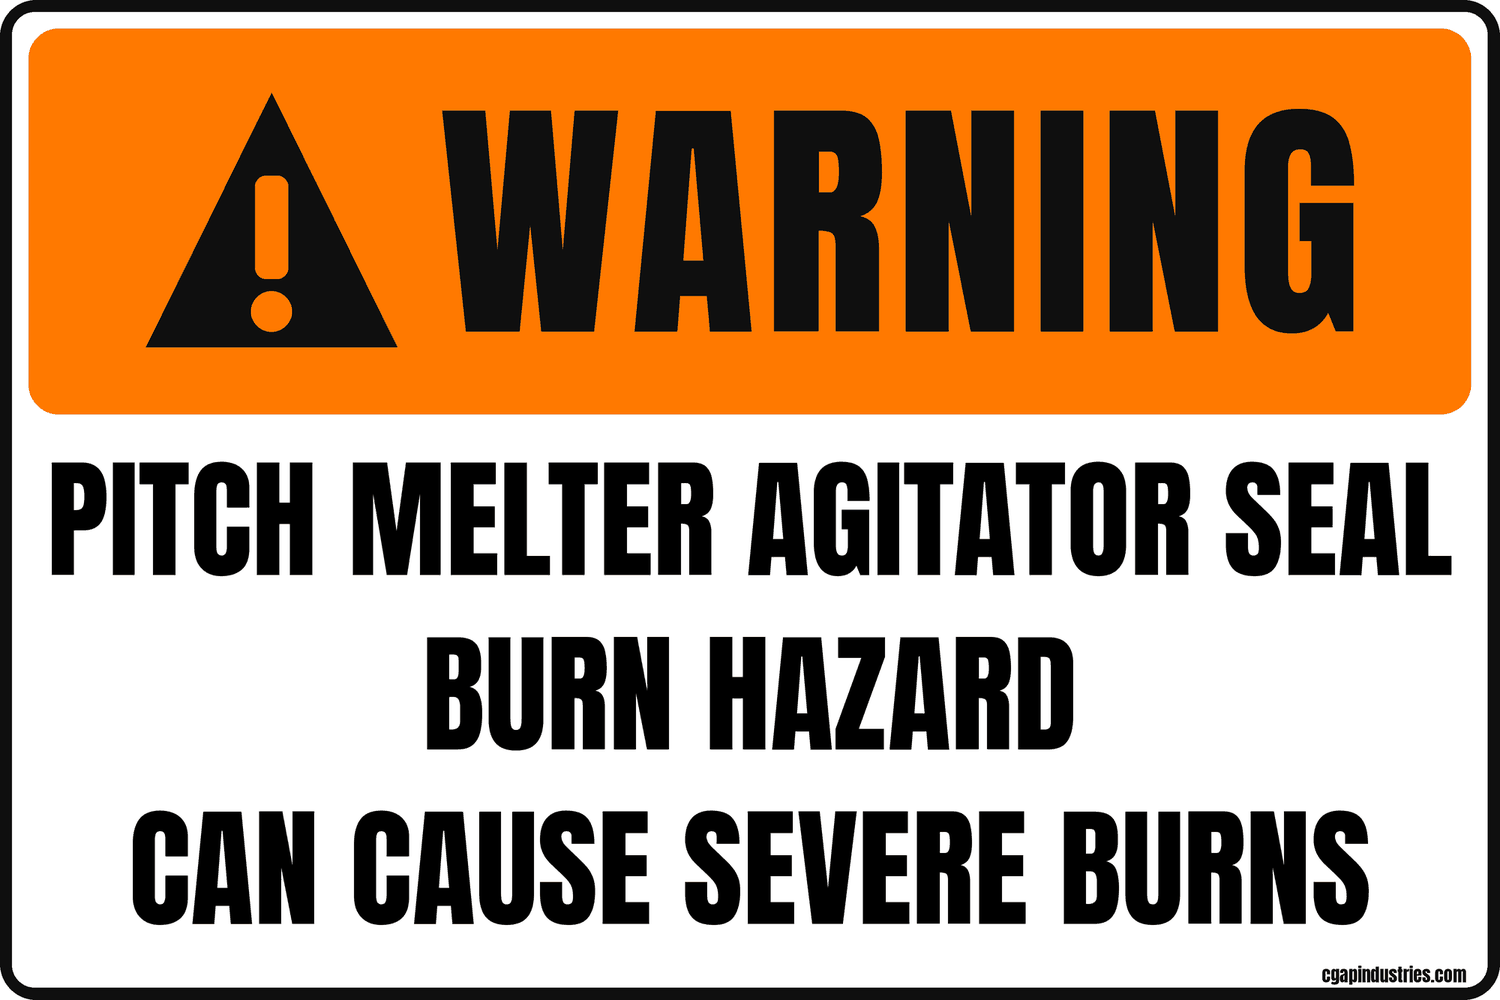 WARNING
PITCH MELTER AGITATOR SEAL
BURN HAZARD
CAN CAUSE SEVERE BURNS
cgapindustries.com